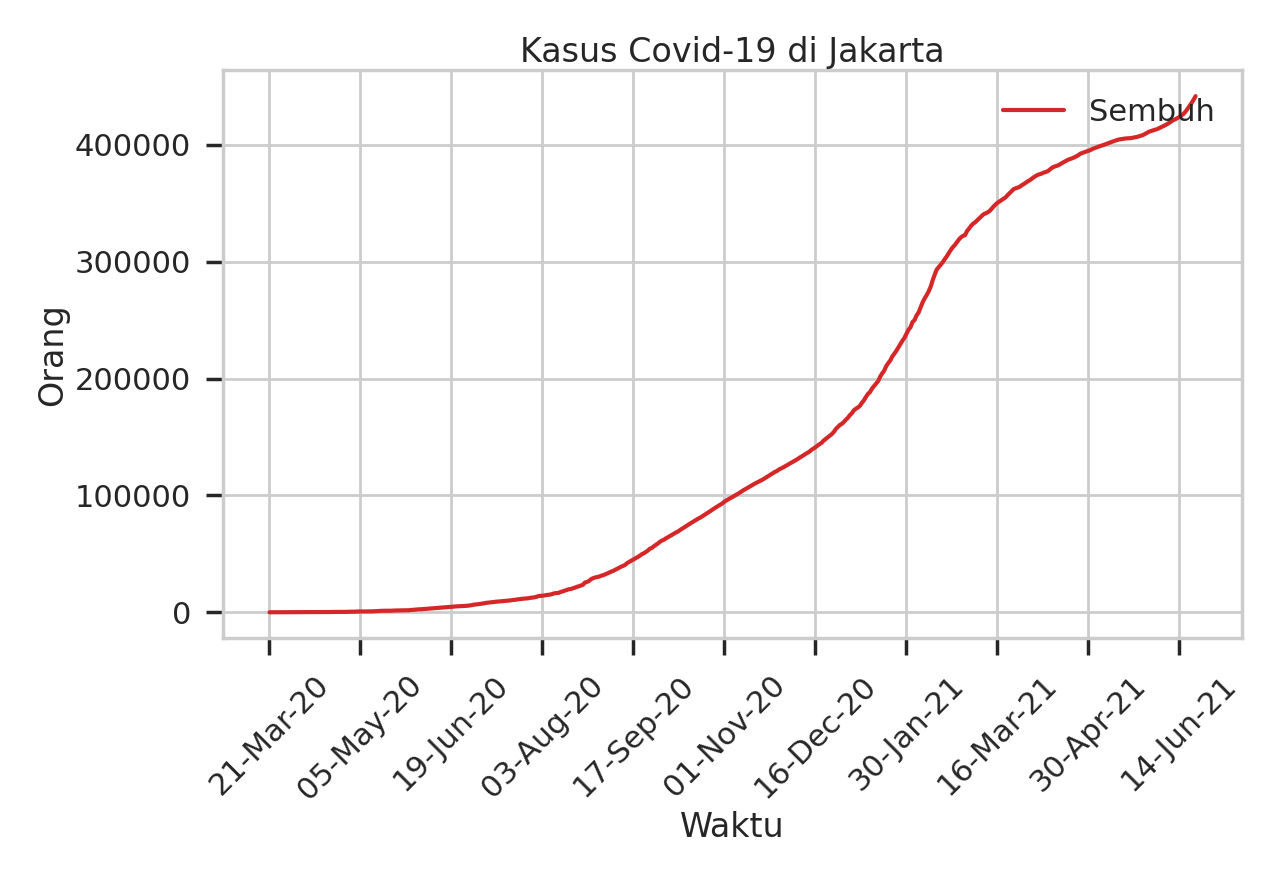 Kasus Covid-19 di Jakarta
Sembuh
Orang
400000
300000
200000
100000
0
21-Mar-20
05-May-20
19-Jun-20
03-Aug-20
17-Sep-20
01-Nov-20
16-Dec-20
30-Jan-21
16-Mar-21
30-Apr-21
14-Jun-21
Waktu